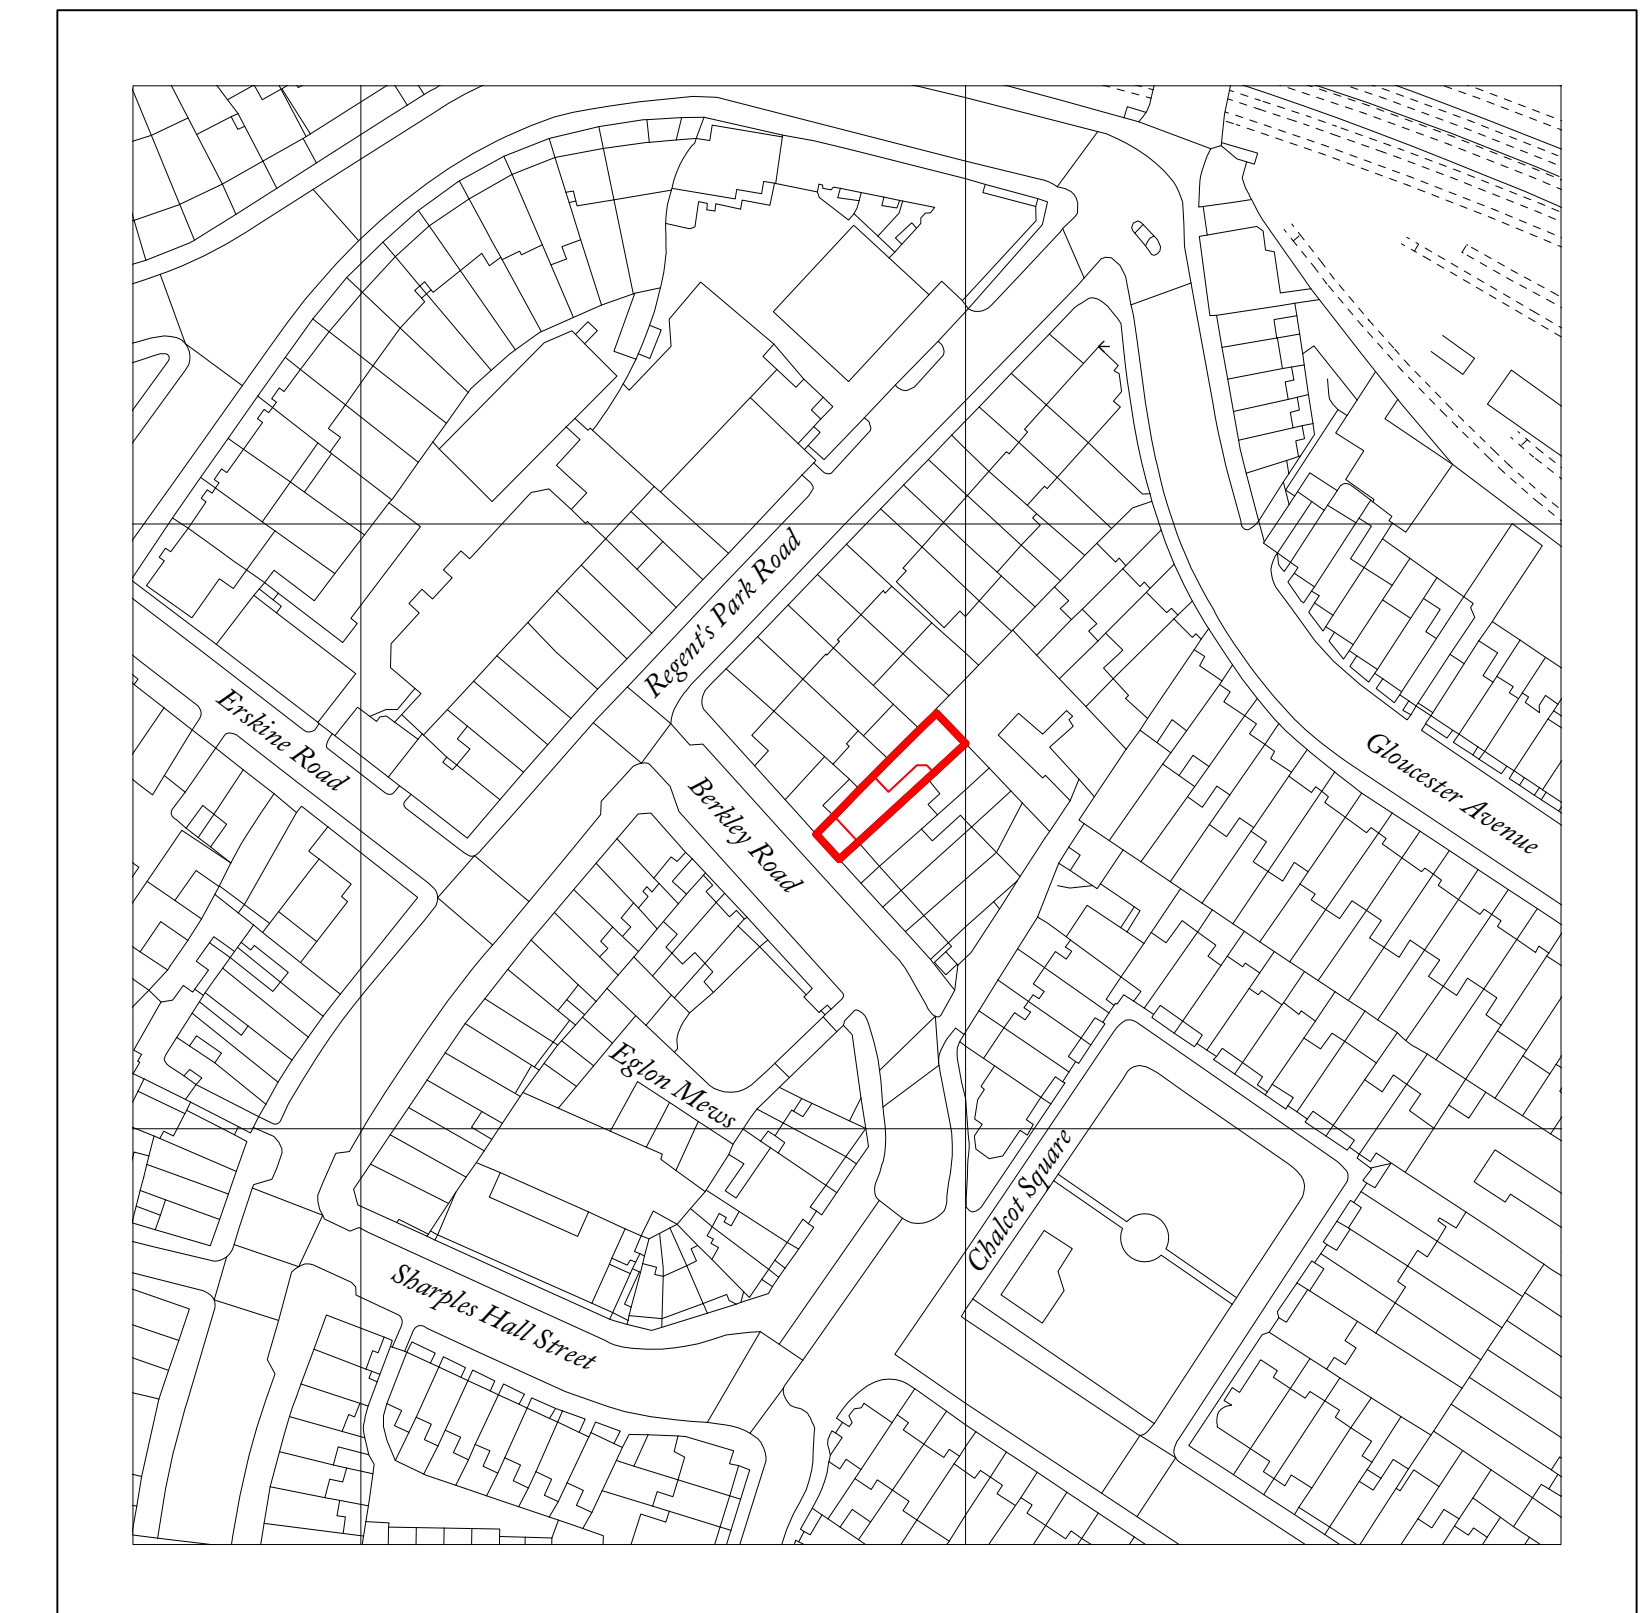 Regent's Park Road
Erskine Road
Berkley Road
Gloucester Avenue
Eglon Mews
Chalcot Square
Sharples Hall Street